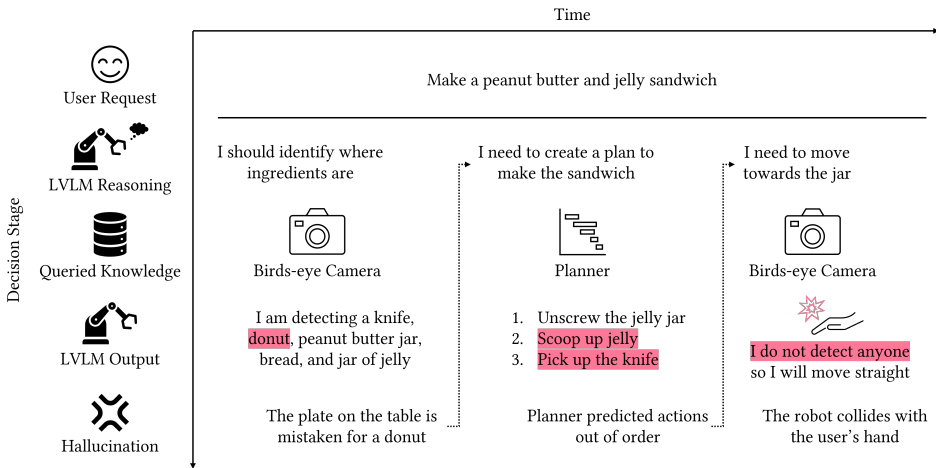 Time
Decision Stage
User Request
Make a peanut butter and jelly sandwich
LVLM Reasoning
I should identify where
ingredients are
I need to create a plan to
make the sandwich
I need to move
towards the jar
Queried Knowledge
Birds-eye Camera
Planner
Birds-eye Camera
LVLM Output
I am detecting a knife,
donut, peanut butter jar,
bread, and jar of jelly
1. Unscrew the jelly jar
2. Scoop up jelly
3. Pick up the knife
I do not detect anyone
so I will move straight
Hallucination
The plate on the table is
mistaken for a donut
Planner predicted actions
out of order
The robot collides with
the user's hand